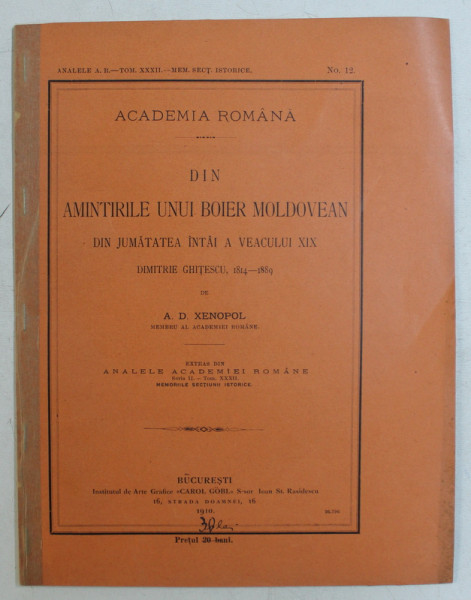 ANALELE A. R.—TOM. XXXII.—MEM. SECȚ. ISTORICE. No. 12.
ACADEMIA ROMÂNĂ
DIN
AMINTIRILE UNUI BOIER MOLDOVEAN
DIN JUMĂTATEA ÎNTÂI A VEACULUI XIX
DIMITRIE GHIȚESCU, 1814—1889
DE
A. D. XENOPOL
MEMBRU AL ACADEMIEI ROMÂNE.
EXTRAS DIN
ANALELE ACADEMIEI ROMÂNE
Seria II. — Tom. XXXII.
MEMORIILE SECȚIUNII ISTORICE.
BUCUREȘTI
Institutul de Arte Grafice «CAROL GÖBL» S-sor Ioan St. Rasidescu
16, STRADA DOAMNEI, 16
1910.
Prețul 20 bani.